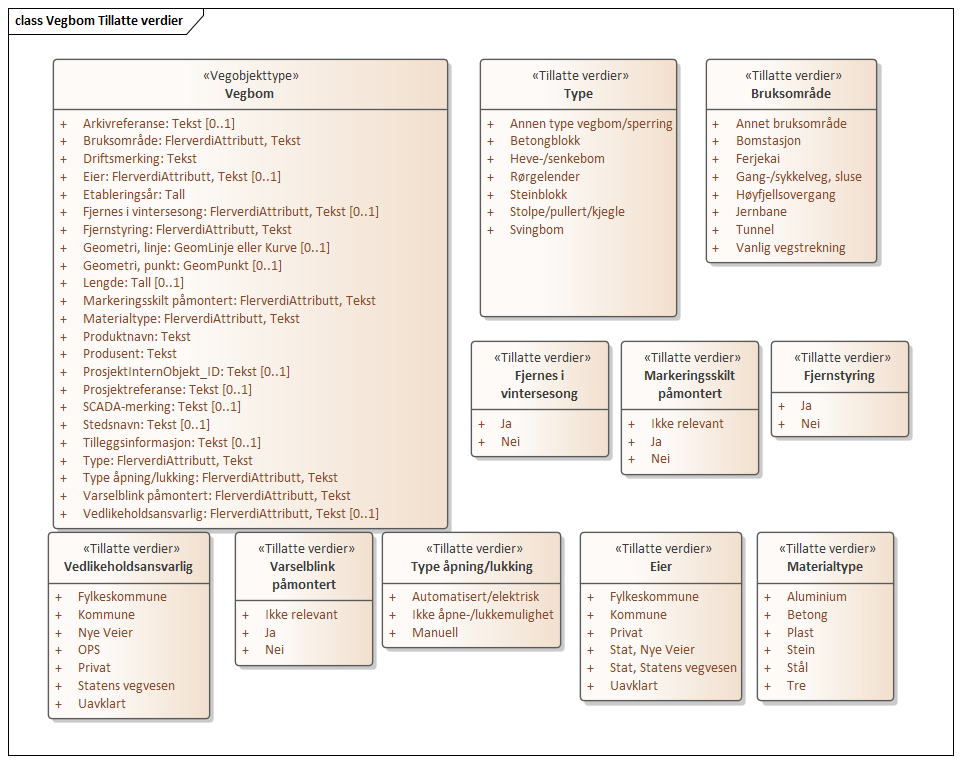 class Vegbom Tillatte verdier
«Vegobjekttype»
Vegbom
+ Arkivreferanse: Tekst [0..1]
+ Bruksområde: FlerverdiAttributt, Tekst
+ Driftsmerking: Tekst
+ Eier: FlerverdiAttributt, Tekst [0..1]
+ Etableringsår: Tall
+ Fjernes i vintersesong: FlerverdiAttributt, Tekst [0..1]
+ Fjernstyring: FlerverdiAttributt, Tekst
+ Geometri, linje: GeomLinje eller Kurve [0..1]
+ Geometri, punkt: GeomPunkt [0..1]
+ Lengde: Tall [0..1]
+ Markeringsskilt påmontert: FlerverdiAttributt, Tekst
+ Materialtype: FlerverdiAttributt, Tekst
+ Produktnavn: Tekst
+ Produsent: Tekst
+ ProsjektInternObjekt_ID: Tekst [0..1]
+ Prosjektreferanse: Tekst [0..1]
+ SCADA-merking: Tekst [0..1]
+ Stedsnavn: Tekst [0..1]
+ Tilleggsinformasjon: Tekst [0..1]
+ Type: FlerverdiAttributt, Tekst
+ Type åpning/lukking: FlerverdiAttributt, Tekst
+ Varselblink påmontert: FlerverdiAttributt, Tekst
+ Vedlikeholdsansvarlig: FlerverdiAttributt, Tekst [0..1]
«Tillatte verdier»
Type
+ Annen type vegbom/sperring
+ Betongblokk
+ Heve-/senkebom
+ Rørgelender
+ Steinblokk
+ Stolpe/pullert/kjegle
+ Svingbom
«Tillatte verdier»
Bruksområde
+ Annet bruksområde
+ Bomstasjon
+ Ferjekai
+ Gang-/sykkelveg, sluse
+ Høyfjellsovergang
+ Jernbane
+ Tunnel
+ Vanlig vegstrekning
«Tillatte verdier»
Fjernes i
vintersesong
+ Ja
+ Nei
«Tillatte verdier»
Markeringsskilt
påmontert
+ Ikke relevant
+ Ja
+ Nei
«Tillatte verdier»
Fjernstyring
+ Ja
+ Nei
«Tillatte verdier»
Vedlikeholdsansvarlig
+ Fylkeskommune
+ Kommune
+ Nye Veier
+ OPS
+ Privat
+ Statens vegvesen
+ Uavklart
«Tillatte verdier»
Varselblink
påmontert
+ Ikke relevant
+ Ja
+ Nei
«Tillatte verdier»
Type åpning/lukking
+ Automatisert/elektrisk
+ Ikke åpne-/lukkemulighet
+ Manuell
«Tillatte verdier»
Eier
+ Fylkeskommune
+ Kommune
+ Privat
+ Stat, Nye Veier
+ Stat, Statens vegvesen
+ Uavklart
«Tillatte verdier»
Materialtype
+ Aluminium
+ Betong
+ Plast
+ Stein
+ Stål
+ Tre